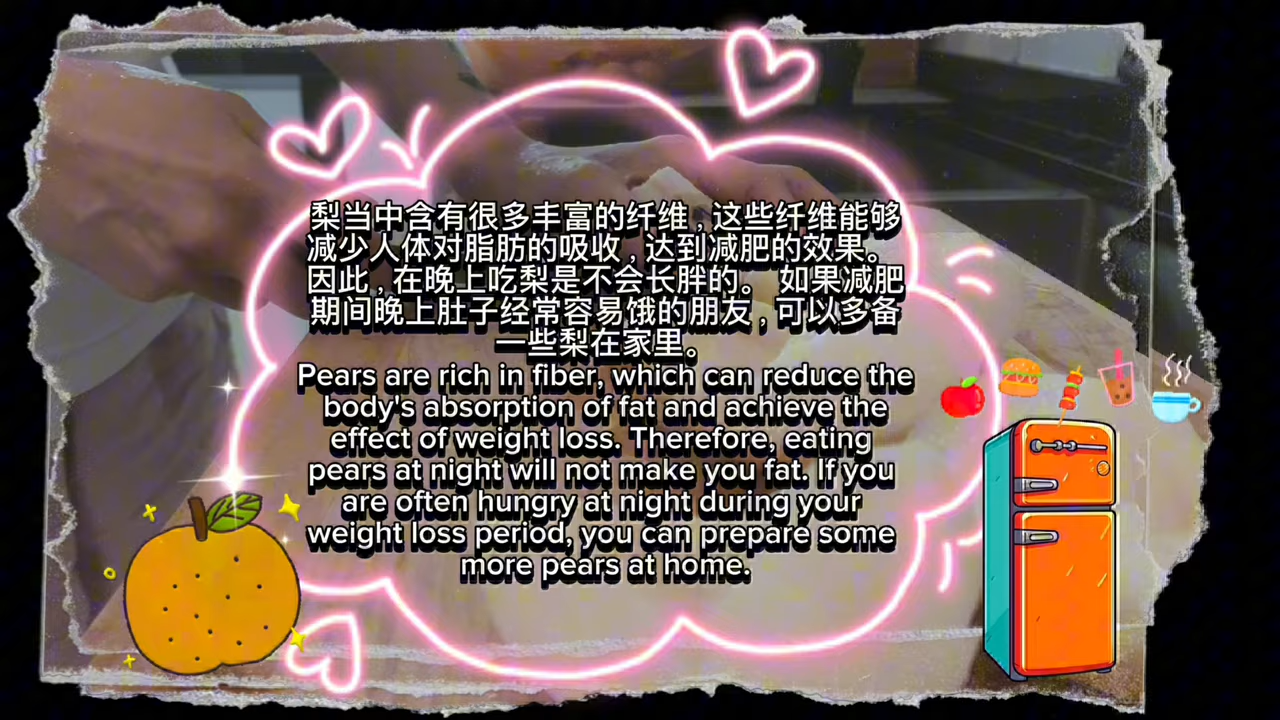 梨当中含有很多丰富的纤维，这些纤维能够
减少人体对脂肪的吸收，达到减肥的效果。
因此，在晚上吃梨是不会长胖的。 如果减肥
期间晚上肚子经常容易饿的朋友，可以多备
一些梨在家里。
Pears are rich in fiber, which can reduce the
body's absorption of fat and achieve the
effect of weight loss. Therefore, eating
pears at night will not make you fat. If you
are often hungry at night during your
weight loss period, you can prepare some
more pears at home.